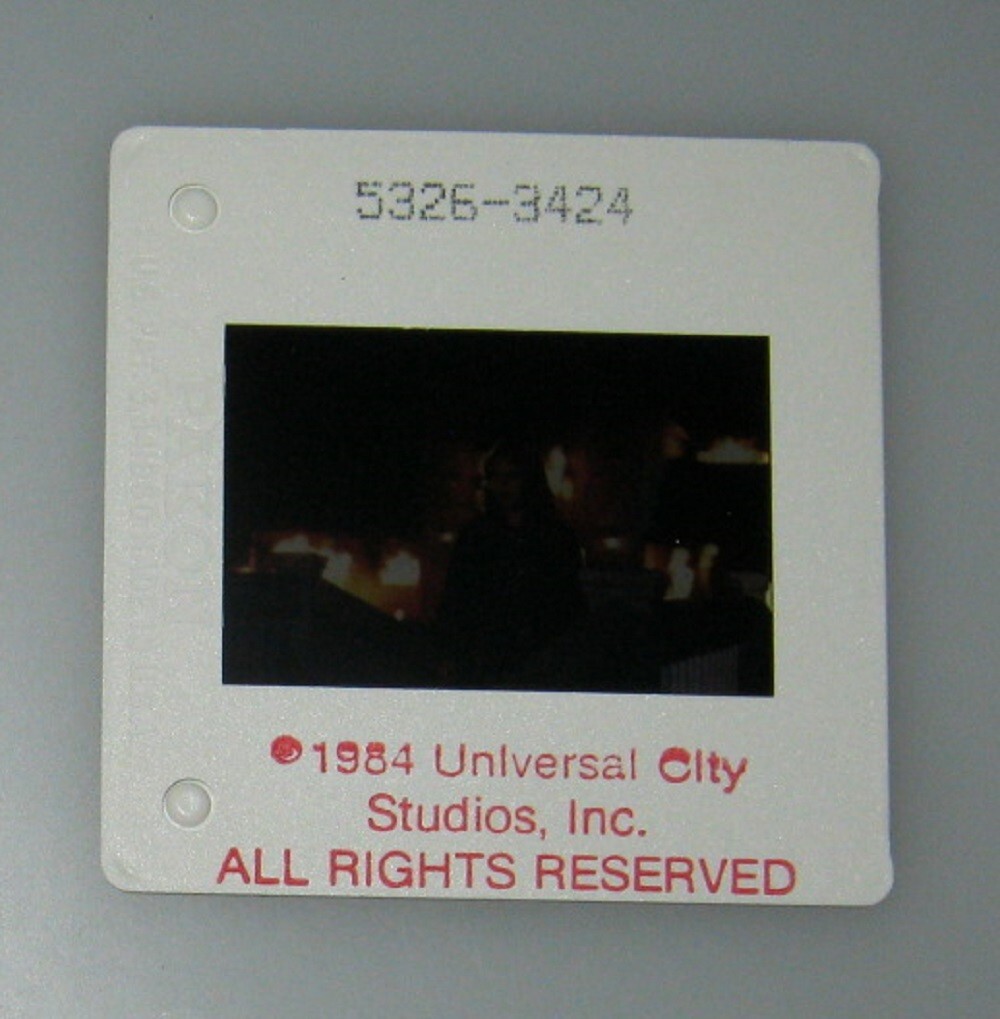 5326-3424
©1984 Universal City
Studios, Inc.
ALL RIGHTS RESERVED